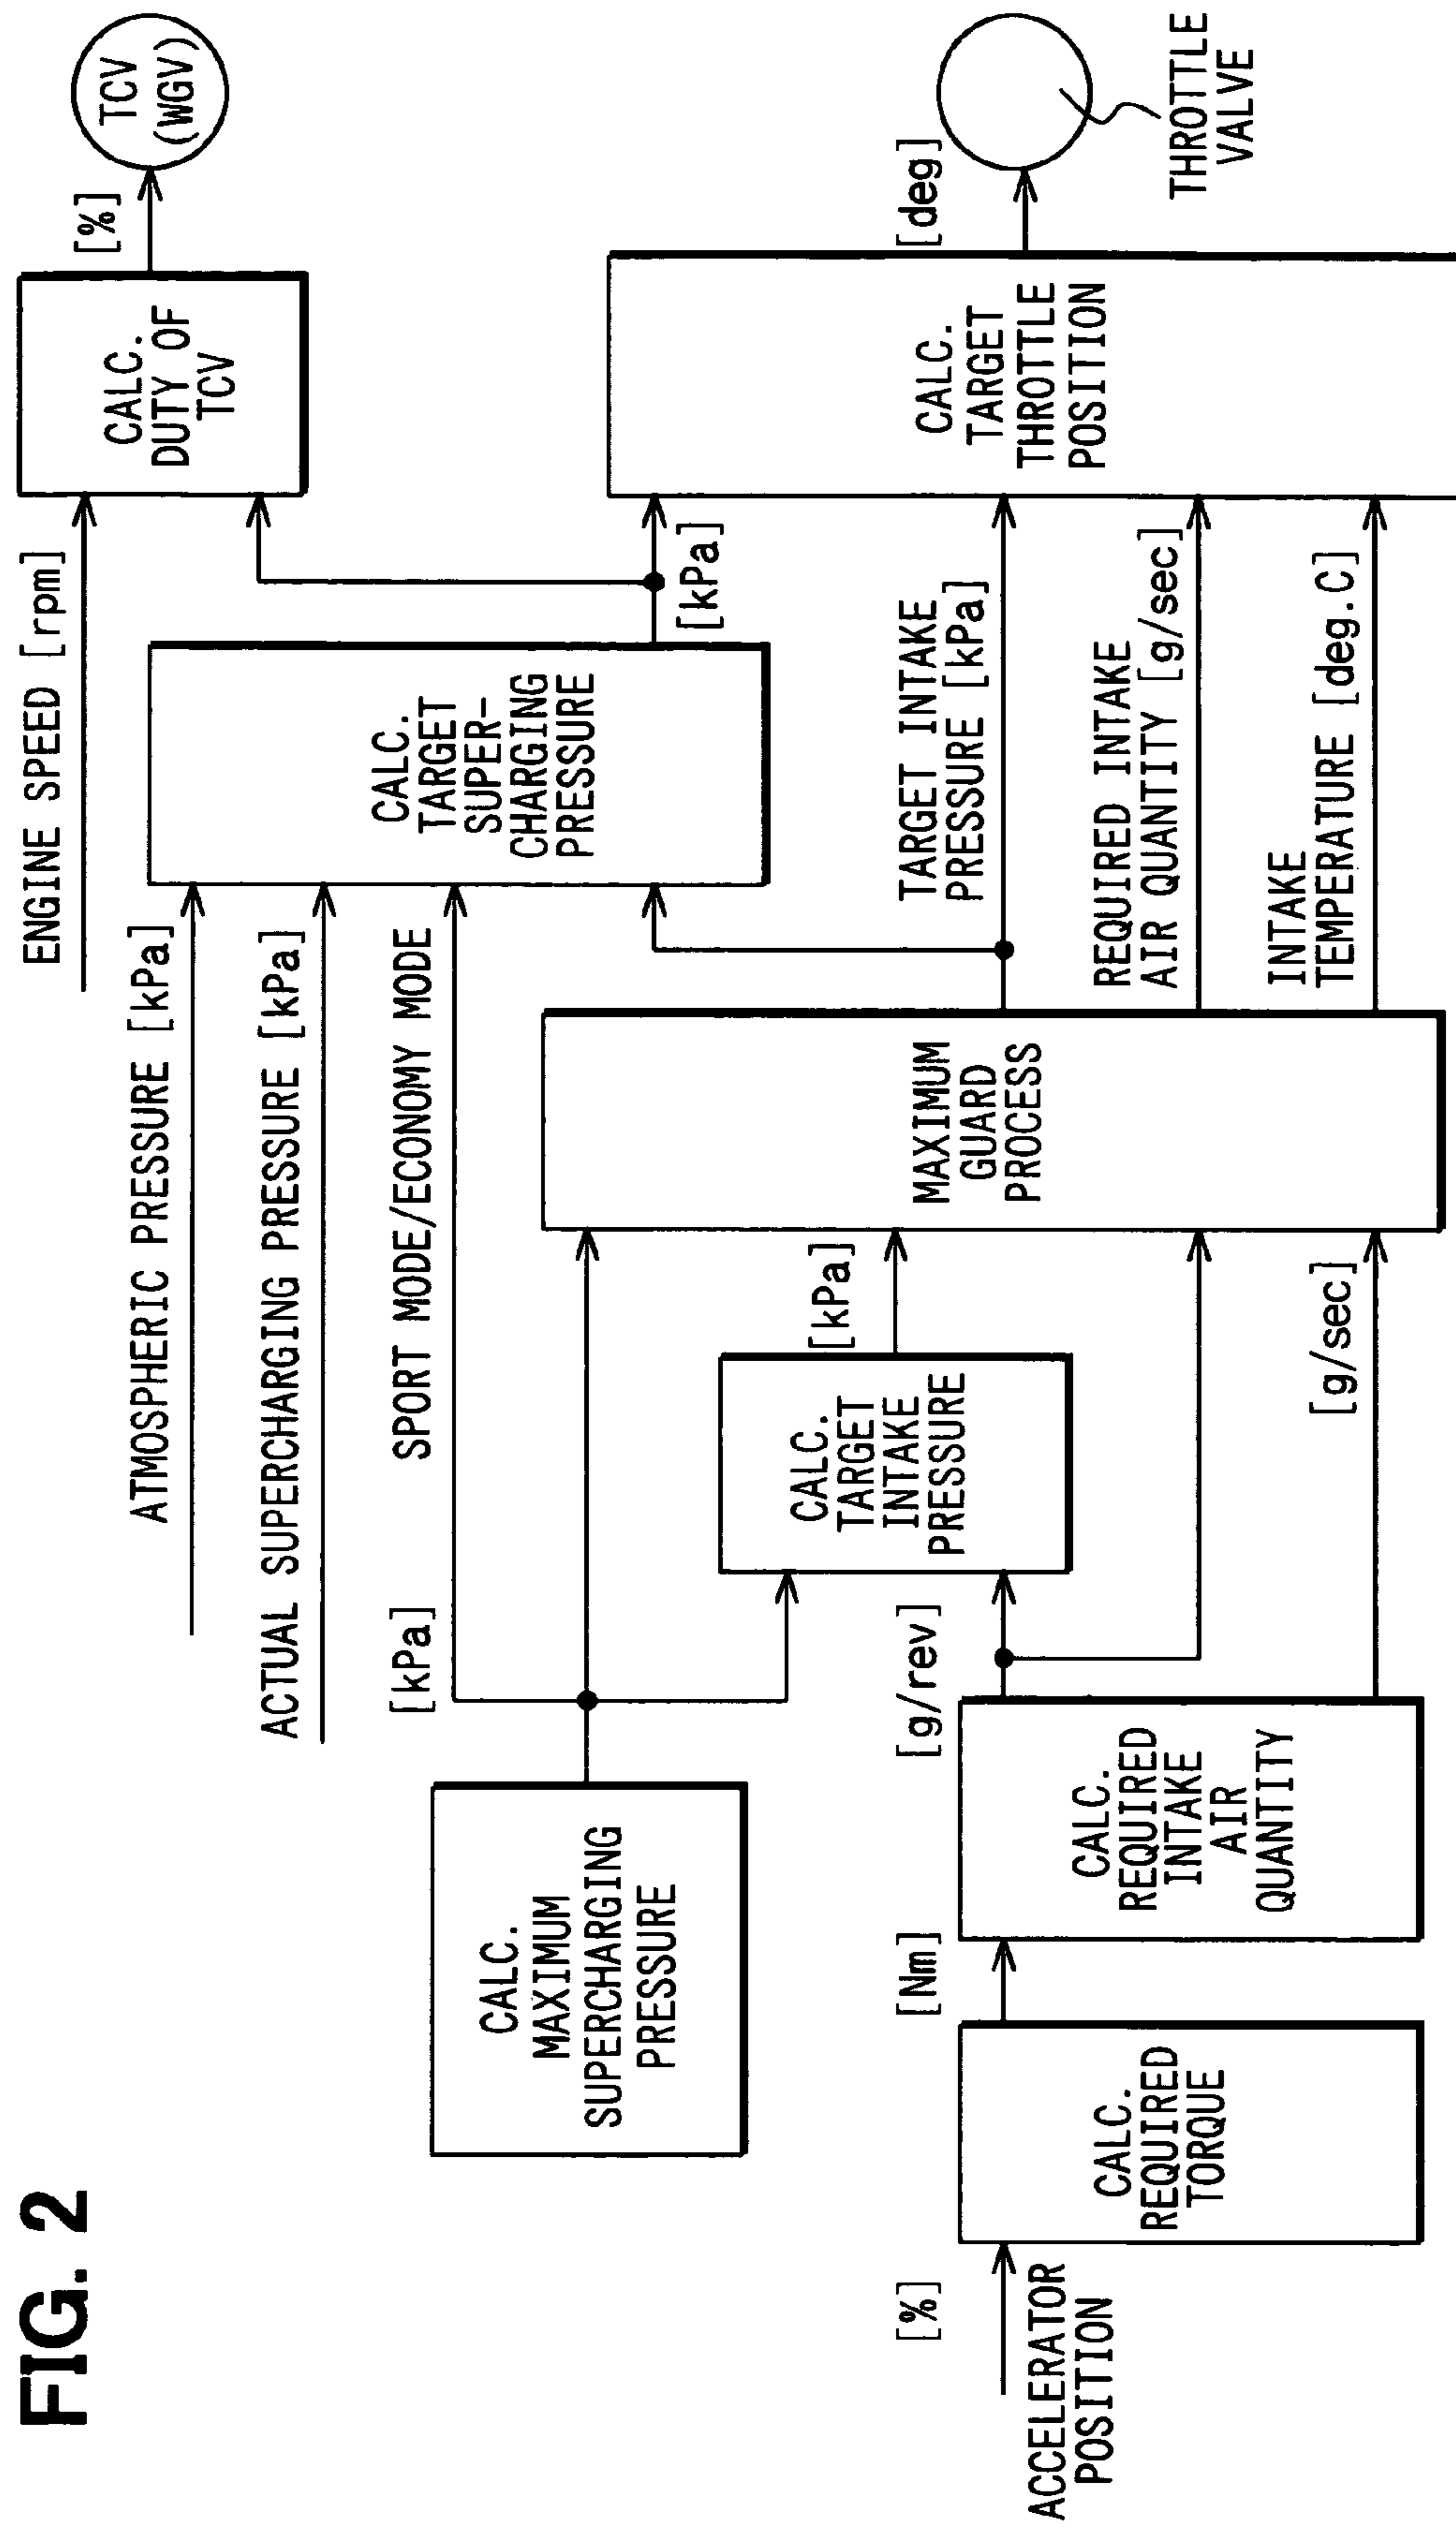 FIG. 2
ENGINE SPEED [rpm]
CALC.
DUTY OF
TCV
[%]
TCV
(WGV)
ATMOSPHERIC PRESSURE [kPa]
ACTUAL SUPERCHARGING PRESSURE [kPa]
[kPa]
SPORT MODE/ECONOMY MODE
CALC.
TARGET
SUPER-
CHARGING
PRESSURE
[kPa]
CALC.
MAXIMUM
SUPERCHARGING
PRESSURE
CALC.
TARGET
INTAKE
PRESSURE
[kPa]
MAXIMUM
GUARD
PROCESS
TARGET INTAKE
PRESSURE [kPa]
REQUIRED INTAKE
AIR QUANTITY [g/sec]
INTAKE
TEMPERATURE [deg.C]
CALC.
TARGET
THROTTLE
POSITION
[deg]
THROTTLE
VALVE
[%]
ACCELERATOR
POSITION
CALC.
REQUIRED
TORQUE
[Nm]
CALC.
REQUIRED
INTAKE
AIR
QUANTITY
[g/rev]
[g/sec]